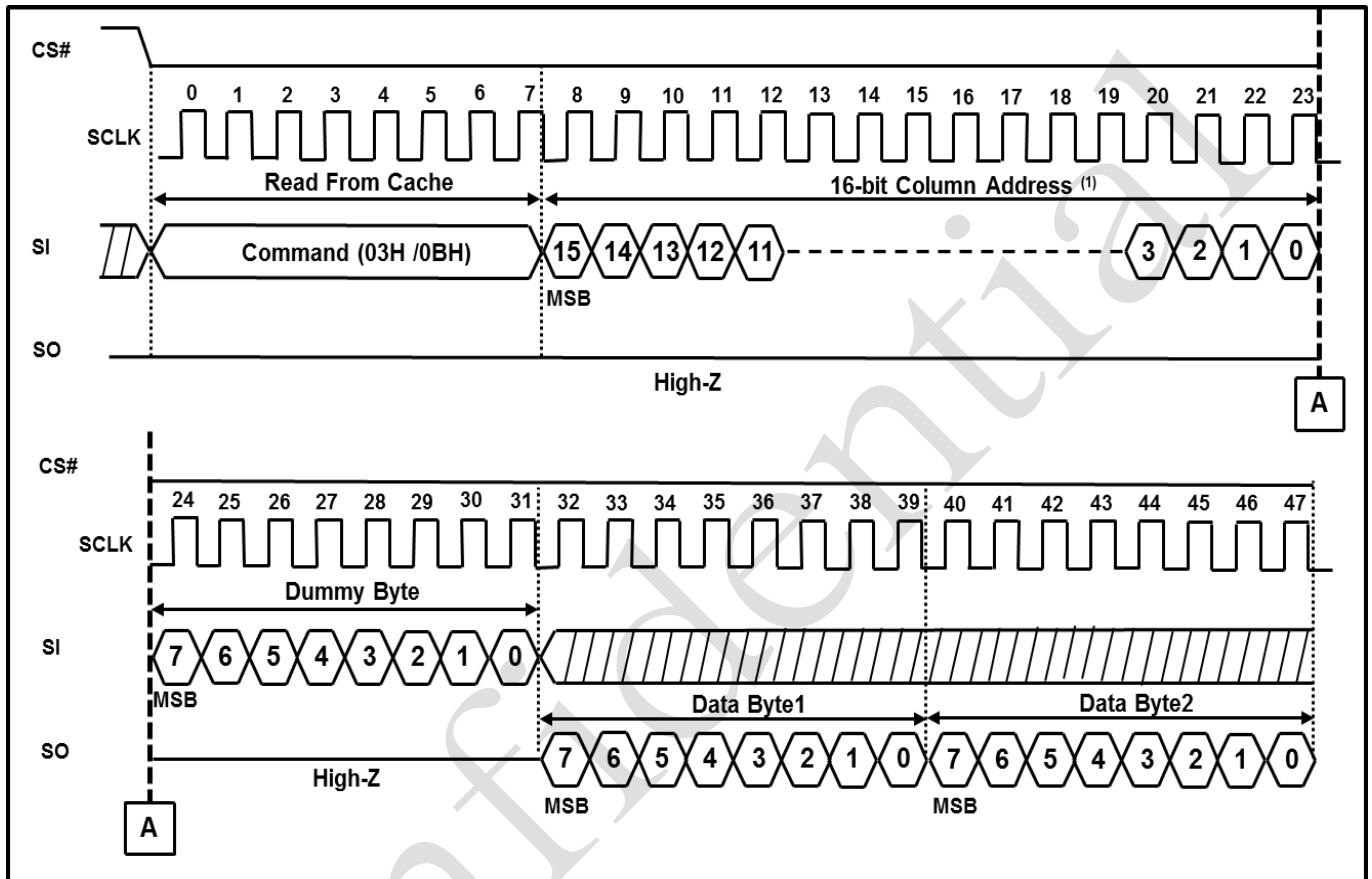 CS#
0 1 2 3 4 5 6 7 8 9 10 11 12 13 14 15 16 17 18 19 20 21 22 23
SCLK
Read From Cache 16-bit Column Address (1)
SI Command (03H /0BH) 15 14 13 12 11 3 2 1 0
MSB
SO
High-Z
A
CS#
24 25 26 27 28 29 30 31 32 33 34 35 36 37 38 39 40 41 42 43 44 45 46 47
SCLK
Dummy Byte
SI 7 6 5 4 3 2 1 0
MSB Data Byte1 Data Byte2
SO 7 6 5 4 3 2 1 0 7 6 5 4 3 2 1 0
High-Z
MSB MSB
A
nfidential